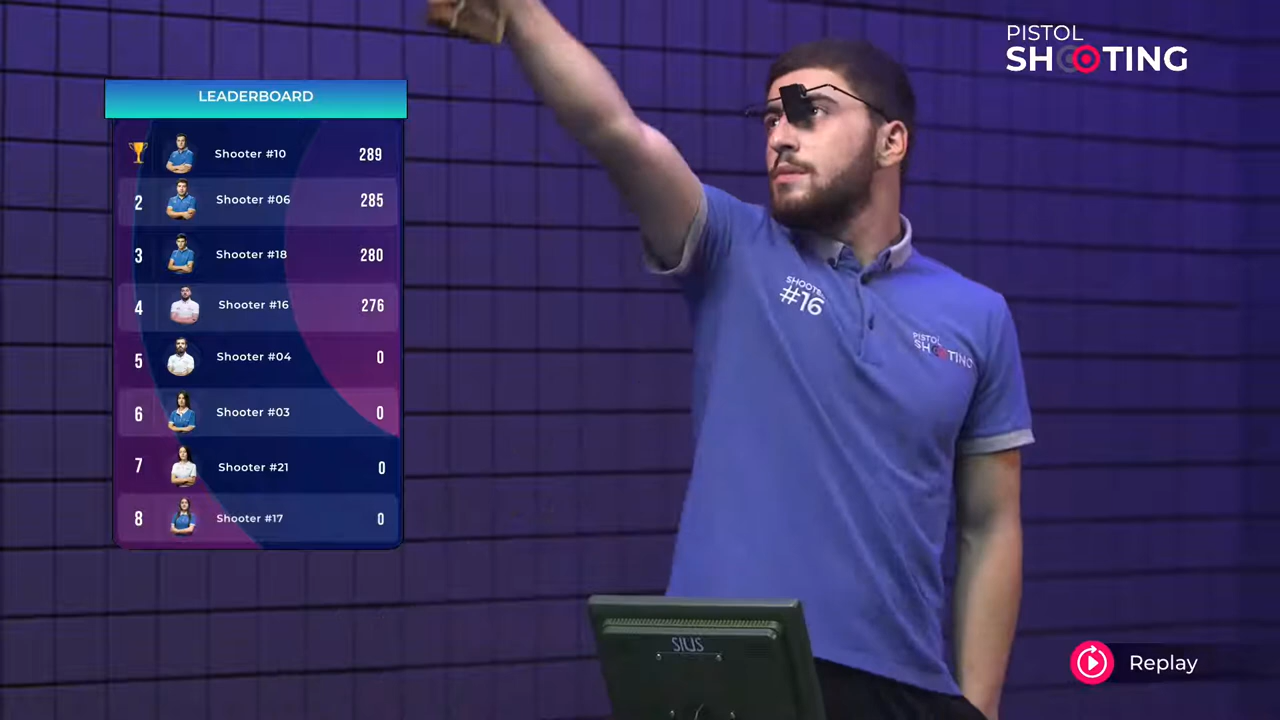 PISTOL
SHOOTING
LEADERBOARD
Shooter #10 289
2 Shooter #06 285
3 Shooter #18 280
4 Shooter #16 276
5 Shooter #04 0
6 Shooter #03 0
7 Shooter #21 0
8 Shooter #17 0
SHOOTE
#16
PISTOL
SHOOTING
SIUS
Replay